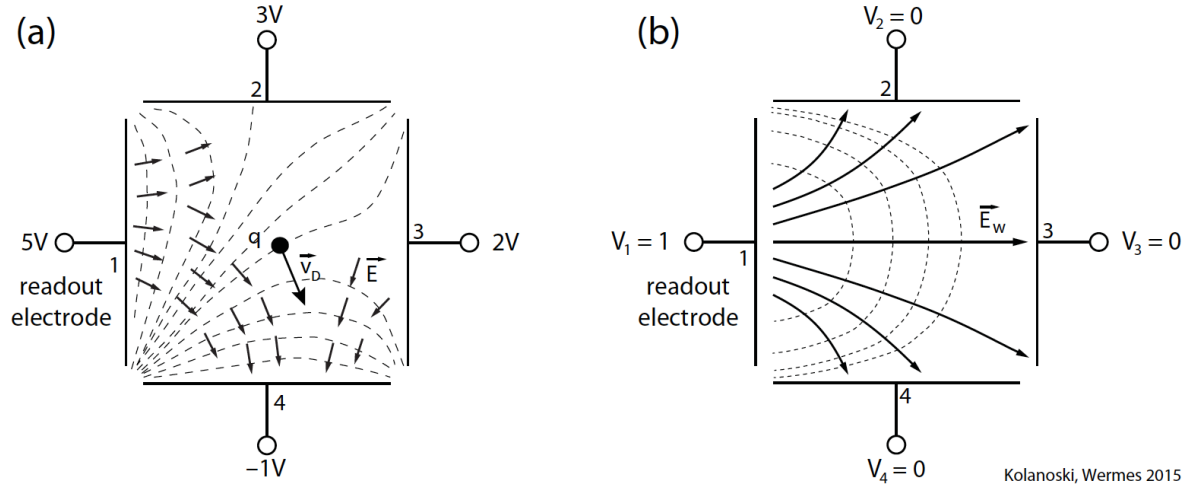 (a)
3V
2
5V
1
readout
electrode
q
v_D
E
3
2V
4
–1V
(b)
V₂ = 0
2
V₁ = 1
1
readout
electrode
E_W
3
V₃ = 0
4
V₄ = 0
Kolanoski, Wermes 2015